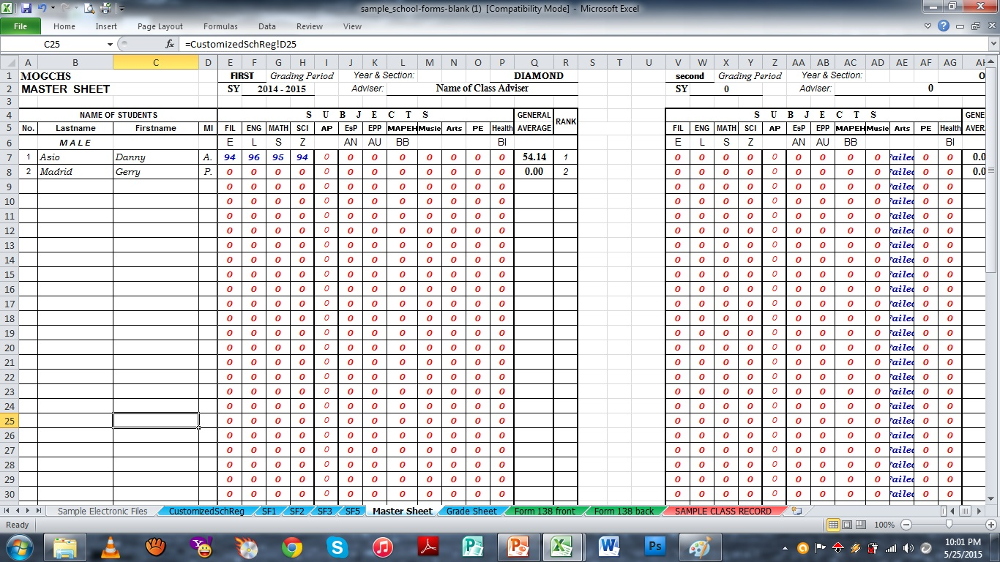 sample_school-forms-blank (1) [Compatibility Mode] - Microsoft Excel
File Home Insert Page Layout Formulas Data Review View
C25 fx =CustomizedSchReg!D25
A B C D E F G H I J K L M N O P Q R S T U V W X Y Z AA AB AC AD AE AF AG AH
1 MOGCHS FIRST Grading Period Year & Section: DIAMOND second Grading Period Year & Section: 0
2 MASTER SHEET SY 2014 - 2015 Adviser: Name of Class Adviser SY 0 Adviser: 0
3
4 NAME OF STUDENTS S U B J E C T S GENERAL RANK S U B J E C T S GENE
5 No. Lastname Firstname MI FIL ENG MATH SCI AP EsP EPP MAPEH Music Arts PE Health AVERAGE FIL ENG MATH SCI AP EsP EPP MAPEH Music Arts PE Health AVER
6 MALE E L S Z AN AU BB BI E L S Z AN AU BB BI
7 1 Asio Danny A. 94 96 95 94 0 0 0 0 0 0 0 0 54.14 1 0 0 0 0 0 0 0 0 0 Failed 0 0 0.0
8 2 Madrid Gerry P. 0 0 0 0 0 0 0 0 0 0 0 0 0.00 2 0 0 0 0 0 0 0 0 0 Failed 0 0 0.0
9 0 0 0 0 0 0 0 0 0 0 0 0 0 0 0 0 0 0 0 0 0 Failed 0 0
10 0 0 0 0 0 0 0 0 0 0 0 0 0 0 0 0 0 0 0 0 0 Failed 0 0
11 0 0 0 0 0 0 0 0 0 0 0 0 0 0 0 0 0 0 0 0 0 Failed 0 0
12 0 0 0 0 0 0 0 0 0 0 0 0 0 0 0 0 0 0 0 0 0 Failed 0 0
13 0 0 0 0 0 0 0 0 0 0 0 0 0 0 0 0 0 0 0 0 0 Failed 0 0
14 0 0 0 0 0 0 0 0 0 0 0 0 0 0 0 0 0 0 0 0 0 Failed 0 0
15 0 0 0 0 0 0 0 0 0 0 0 0 0 0 0 0 0 0 0 0 0 Failed 0 0
16 0 0 0 0 0 0 0 0 0 0 0 0 0 0 0 0 0 0 0 0 0 Failed 0 0
17 0 0 0 0 0 0 0 0 0 0 0 0 0 0 0 0 0 0 0 0 0 Failed 0 0
18 0 0 0 0 0 0 0 0 0 0 0 0 0 0 0 0 0 0 0 0 0 Failed 0 0
19 0 0 0 0 0 0 0 0 0 0 0 0 0 0 0 0 0 0 0 0 0 Failed 0 0
20 0 0 0 0 0 0 0 0 0 0 0 0 0 0 0 0 0 0 0 0 0 Failed 0 0
21 0 0 0 0 0 0 0 0 0 0 0 0 0 0 0 0 0 0 0 0 0 Failed 0 0
22 0 0 0 0 0 0 0 0 0 0 0 0 0 0 0 0 0 0 0 0 0 Failed 0 0
23 0 0 0 0 0 0 0 0 0 0 0 0 0 0 0 0 0 0 0 0 0 Failed 0 0
24 0 0 0 0 0 0 0 0 0 0 0 0 0 0 0 0 0 0 0 0 0 Failed 0 0
25 0 0 0 0 0 0 0 0 0 0 0 0 0 0 0 0 0 0 0 0 0 Failed 0 0
26 0 0 0 0 0 0 0 0 0 0 0 0 0 0 0 0 0 0 0 0 0 Failed 0 0
27 0 0 0 0 0 0 0 0 0 0 0 0 0 0 0 0 0 0 0 0 0 Failed 0 0
28 0 0 0 0 0 0 0 0 0 0 0 0 0 0 0 0 0 0 0 0 0 Failed 0 0
29 0 0 0 0 0 0 0 0 0 0 0 0 0 0 0 0 0 0 0 0 0 Failed 0 0
30 0 0 0 0 0 0 0 0 0 0 0 0 0 0 0 0 0 0 0 0 0 Failed 0 0
Sample Electronic Files CustomizedSchReg SF1 SF2 SF3 SF5 Master Sheet Grade Sheet Form 138 front Form 138 back SAMPLE CLASS RECORD
Ready 100%
10:01 PM
5/25/2015